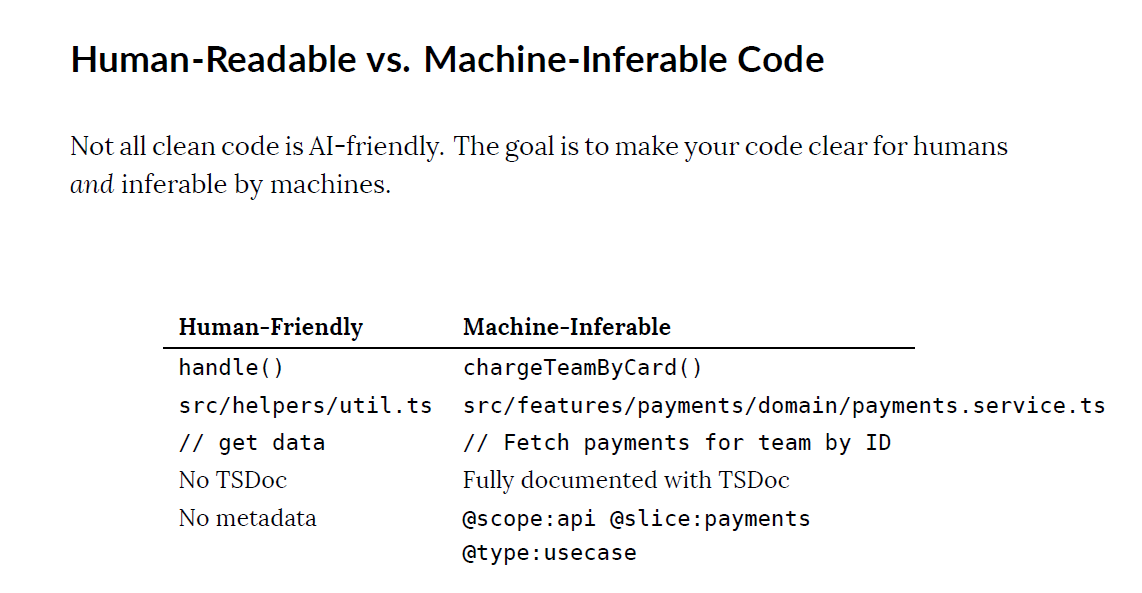 Human-Readable vs. Machine-Inferable Code
Not all clean code is AI-friendly. The goal is to make your code clear for humans
and inferable by machines.
Human-Friendly Machine-Inferable
handle() chargeTeamByCard()
src/helpers/util.ts src/features/payments/domain/payments.service.ts
// get data // Fetch payments for team by ID
No TSDoc Fully documented with TSDoc
No metadata @scope:api @slice:payments
@type:usecase